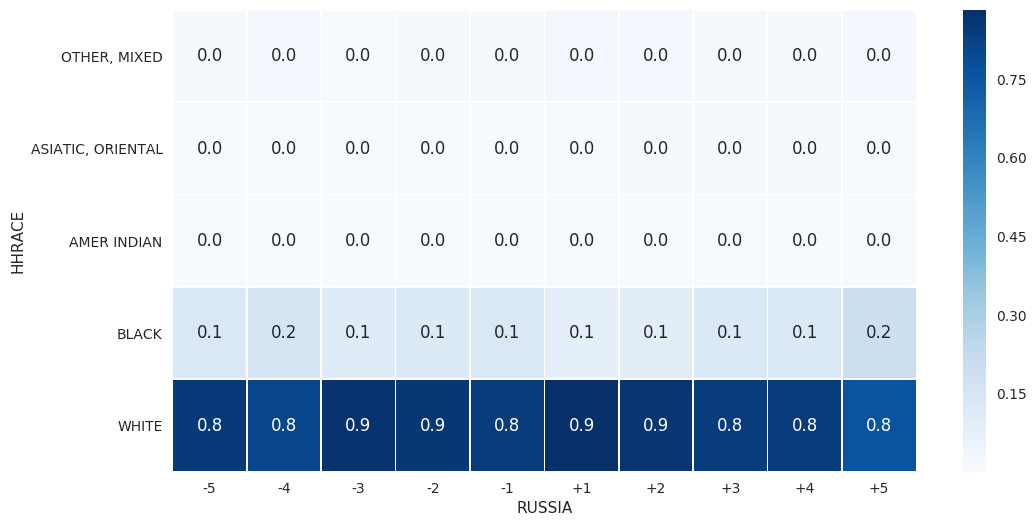 OTHER, MIXED 0.0 0.0 0.0 0.0 0.0 0.0 0.0 0.0 0.0 0.0
ASIATIC, ORIENTAL 0.0 0.0 0.0 0.0 0.0 0.0 0.0 0.0 0.0 0.0
AMER INDIAN 0.0 0.0 0.0 0.0 0.0 0.0 0.0 0.0 0.0 0.0
BLACK 0.1 0.2 0.1 0.1 0.1 0.1 0.1 0.1 0.1 0.2
WHITE 0.8 0.8 0.9 0.9 0.8 0.9 0.9 0.8 0.8 0.8
-5 -4 -3 -2 -1 +1 +2 +3 +4 +5
RUSSIA
HHRACE
0.75
0.60
0.45
0.30
0.15